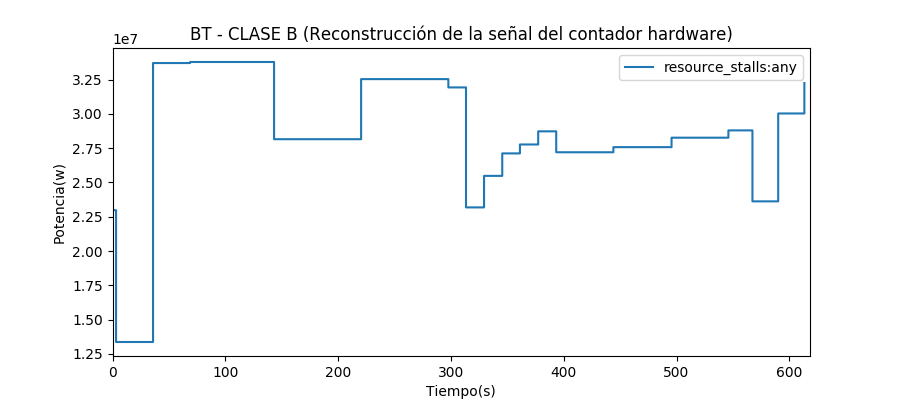 BT - CLASE B (Reconstrucción de la señal del contador hardware)
1e7
resource_stalls:any
3.25
3.00
2.75
2.50
2.25
2.00
1.75
1.50
1.25
Potencia(w)
0 100 200 300 400 500 600
Tiempo(s)